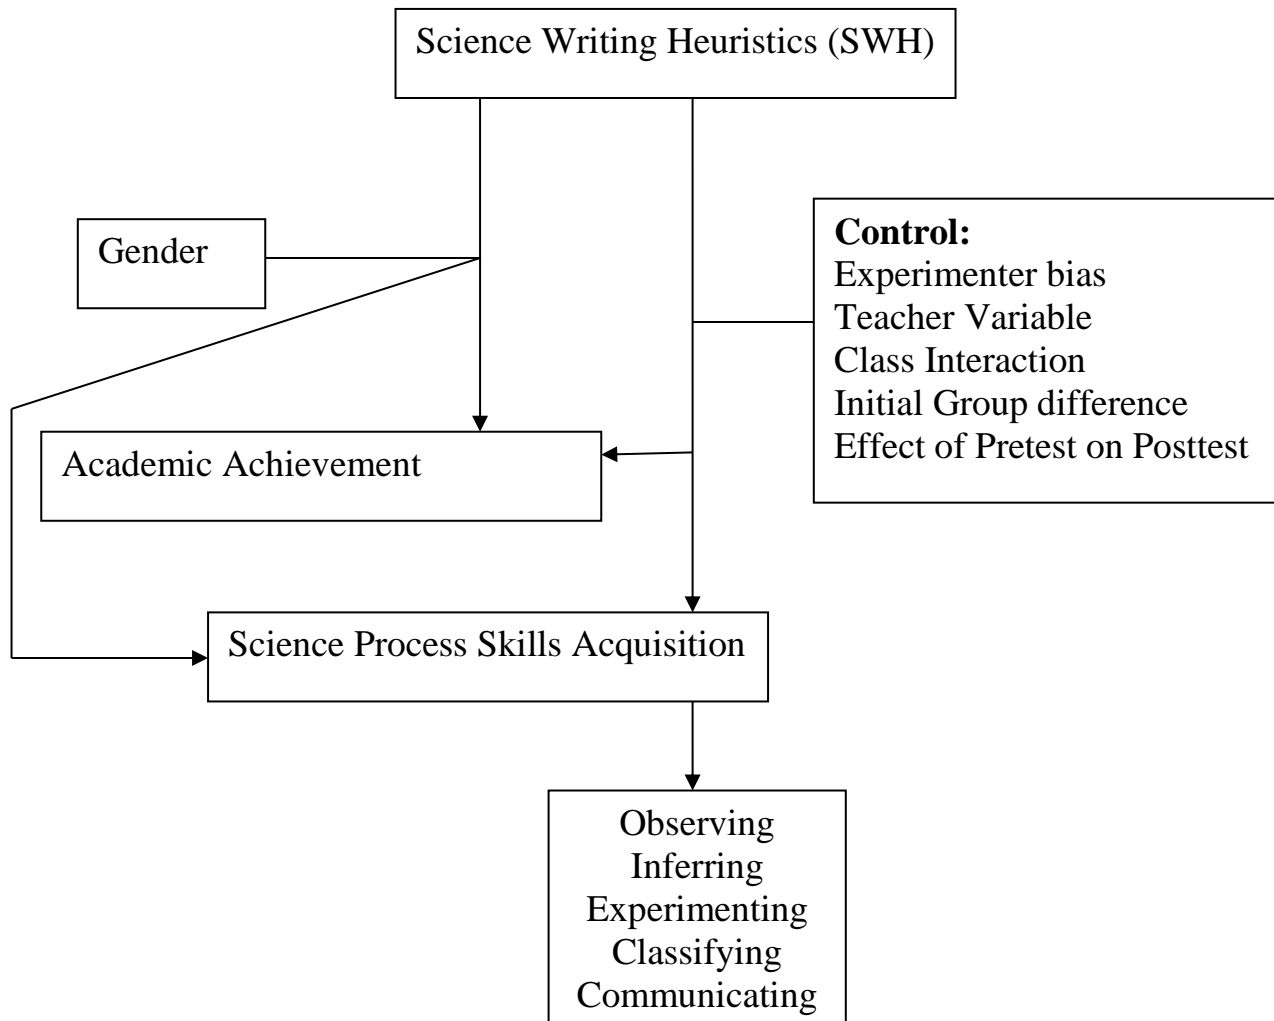 Science Writing Heuristics (SWH)
Gender
Control:
Experimenter bias
Teacher Variable
Class Interaction
Initial Group difference
Effect of Pretest on Posttest
Academic Achievement
Science Process Skills Acquisition
Observing
Inferring
Experimenting
Classifying
Communicating